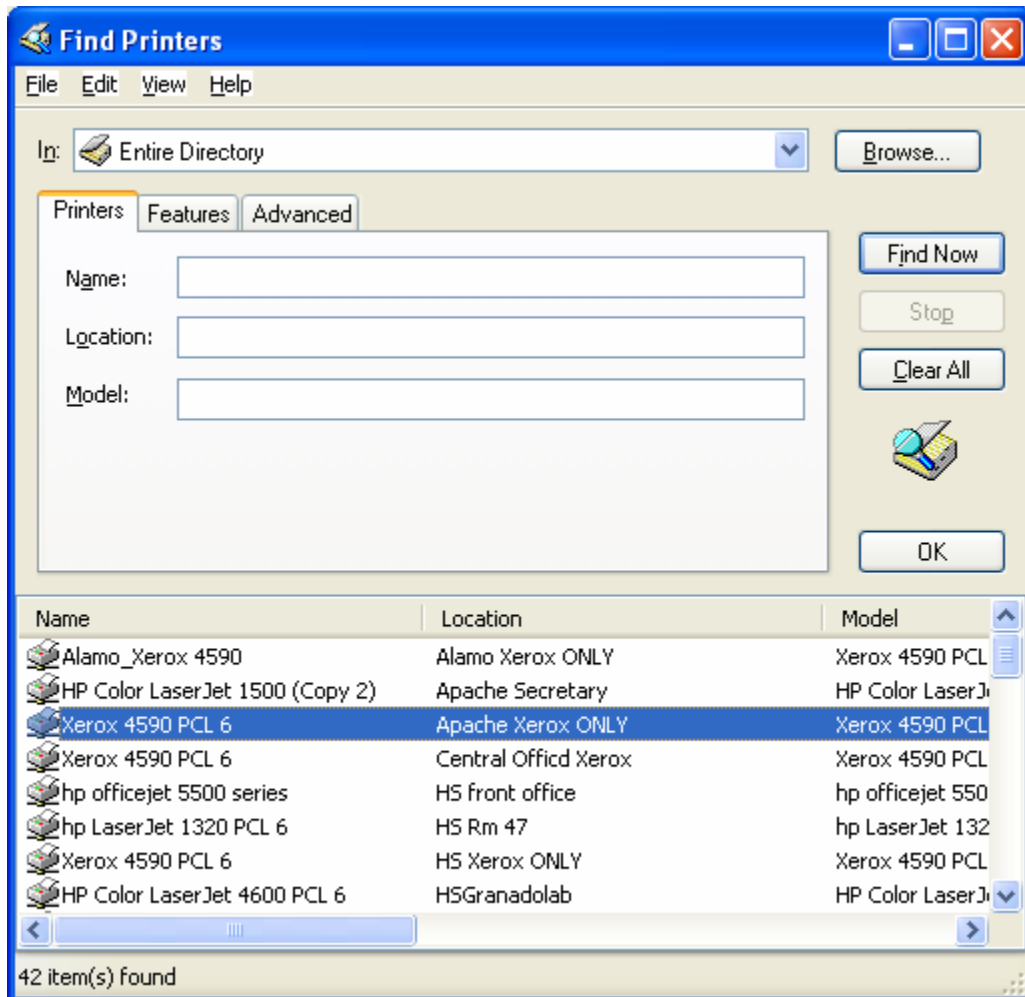 Find Printers
File Edit View Help
In: Entire Directory Browse...
Printers Features Advanced
Name:
Location:
Model:
Find Now
Stop
Clear All
OK
Name Location Model
Alamo_Xerox 4590 Alamo Xerox ONLY Xerox 4590 PCL
HP Color LaserJet 1500 (Copy 2) Apache Secretary HP Color LaserJ
Xerox 4590 PCL 6 Apache Xerox ONLY Xerox 4590 PCL
Xerox 4590 PCL 6 Central Officd Xerox Xerox 4590 PCL
hp officejet 5500 series HS front office hp officejet 550
hp LaserJet 1320 PCL 6 HS Rm 47 hp LaserJet 132
Xerox 4590 PCL 6 HS Xerox ONLY Xerox 4590 PCL
HP Color LaserJet 4600 PCL 6 HSGranadolab HP Color LaserJ
42 item(s) found